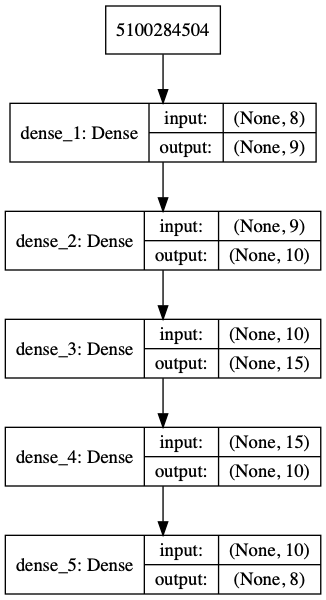 5100284504
dense_1: Dense
input: (None, 8)
output: (None, 9)
dense_2: Dense
input: (None, 9)
output: (None, 10)
dense_3: Dense
input: (None, 10)
output: (None, 15)
dense_4: Dense
input: (None, 15)
output: (None, 10)
dense_5: Dense
input: (None, 10)
output: (None, 8)